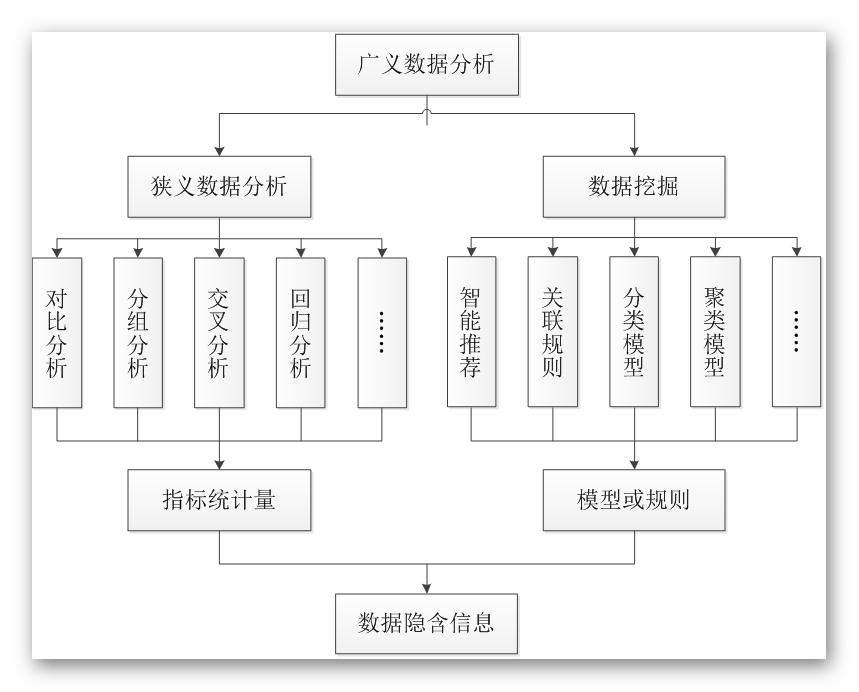 广义数据分析
狭义数据分析
数据挖掘
对比分析
分组分析
交叉分析
回归分析
……
智能推荐
关联规则
分类模型
聚类模型
……
指标统计量
模型或规则
数据隐含信息